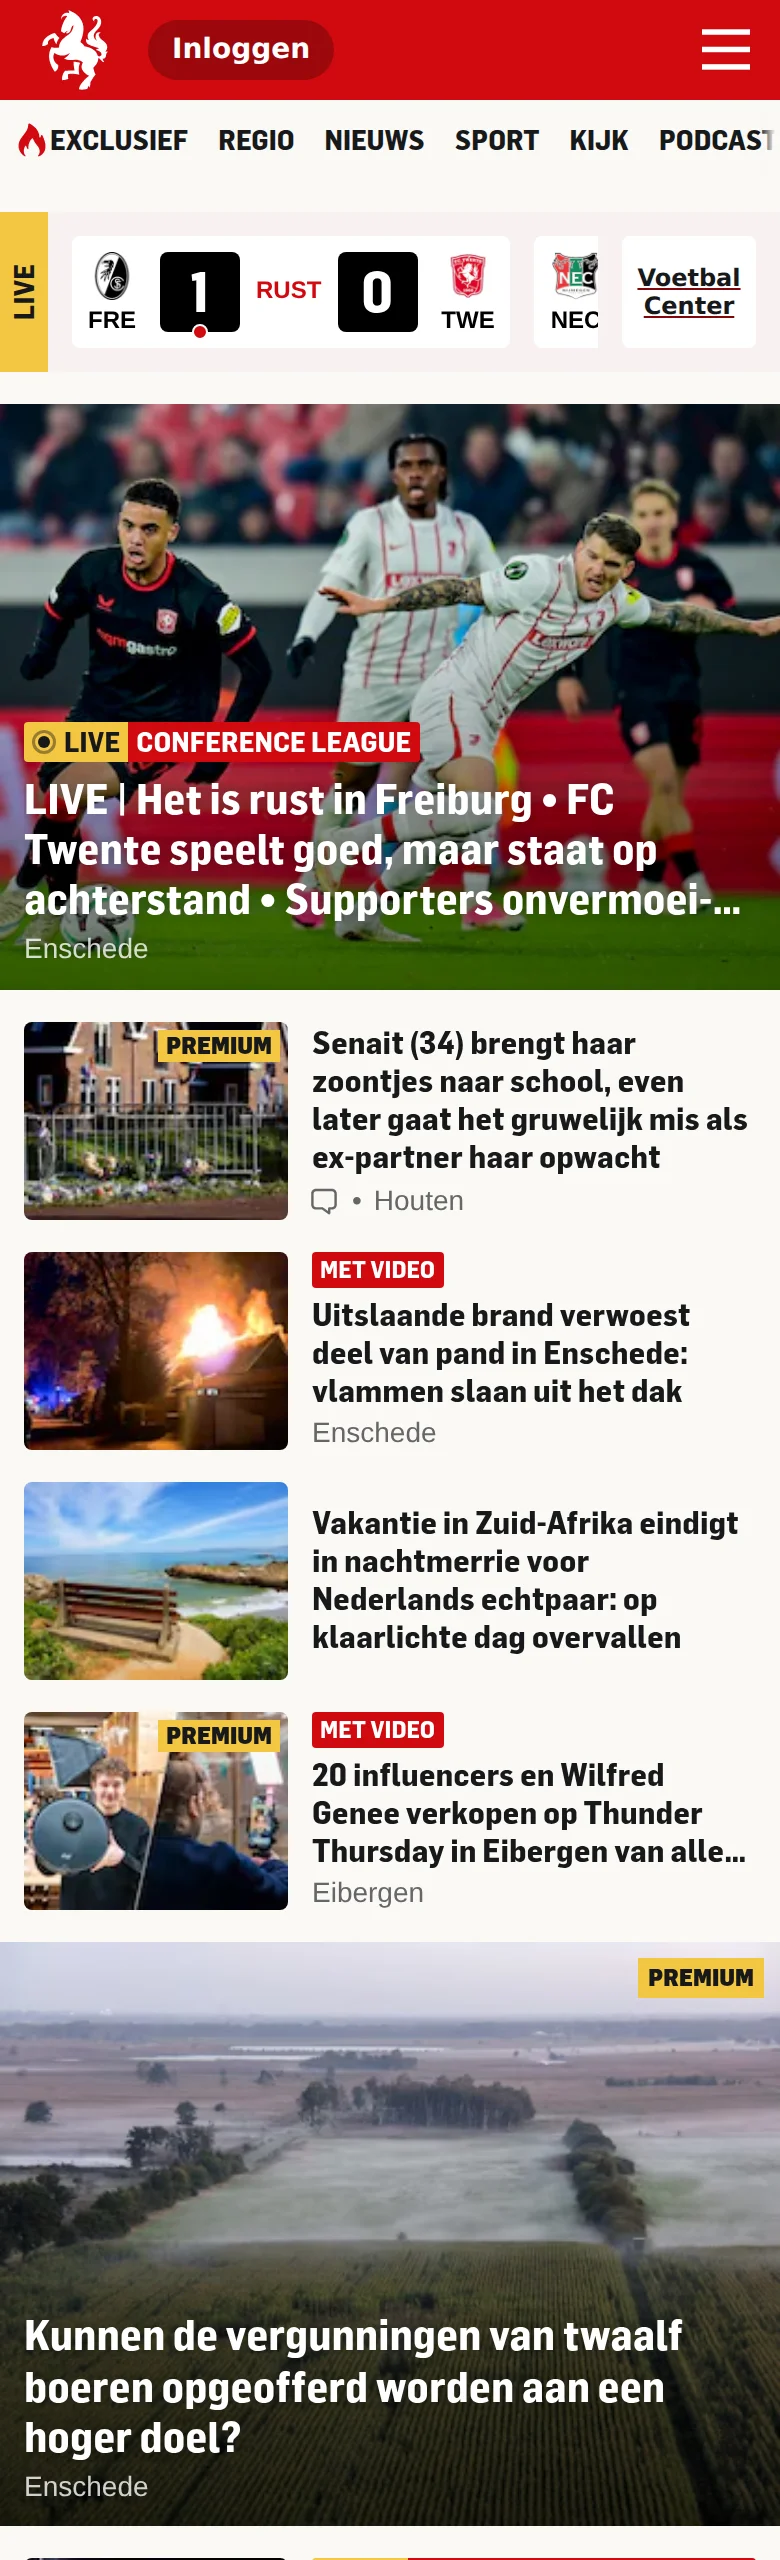 Inloggen
EXCLUSIEF REGIO NIEUWS SPORT KIJK PODCAST
LIVE
FRE 1 RUST 0 TWE
NEC
Voetbal
Center
LIVE CONFERENCE LEAGUE
LIVE | Het is rust in Freiburg • FC
Twente speelt goed, maar staat op
achterstand • Supporters onvermoei-...
Enschede
PREMIUM
Senait (34) brengt haar
zoontjes naar school, even
later gaat het gruwelijk mis als
ex-partner haar opwacht
• Houten
MET VIDEO
Uitslaande brand verwoest
deel van pand in Enschede:
vlammen slaan uit het dak
Enschede
Vakantie in Zuid-Afrika eindigt
in nachtmerrie voor
Nederlands echtpaar: op
klaarlichte dag overvallen
PREMIUM
MET VIDEO
20 influencers en Wilfred
Genee verkopen op Thunder
Thursday in Eibergen van alle...
Eibergen
PREMIUM
Kunnen de vergunningen van twaalf
boeren opgeofferd worden aan een
hoger doel?
Enschede